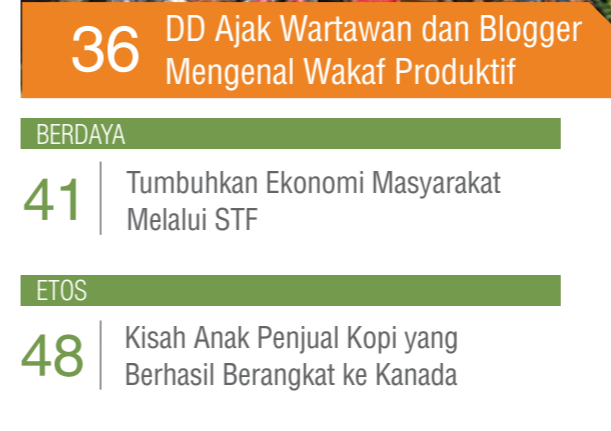 36
DD Ajak Wartawan dan Blogger
Mengenal Wakaf Produktif
BERDAYA
41
Tumbuhkan Ekonomi Masyarakat
Melalui STF
ETOS
48
Kisah Anak Penjual Kopi yang
Berhasil Berangkat ke Kanada